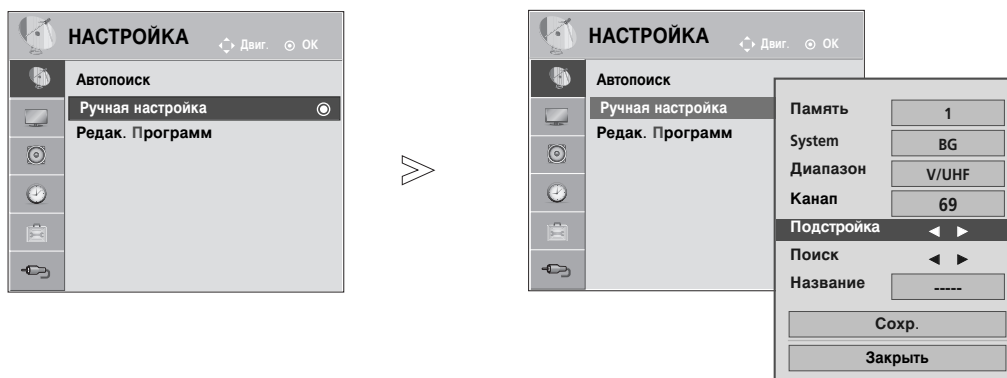 НАСТРОЙКА
Двиг. OK
Автопоиск
Ручная настройка
Редак. Программ
НАСТРОЙКА
Двиг. OK
Автопоиск
Ручная настройка
Редак. Программ
Память 1
System BG
Диапазон V/UHF
Канап 69
Подстройка ◄ ►
Поиск ◄ ►
Название -----
Сохр.
Закрыть